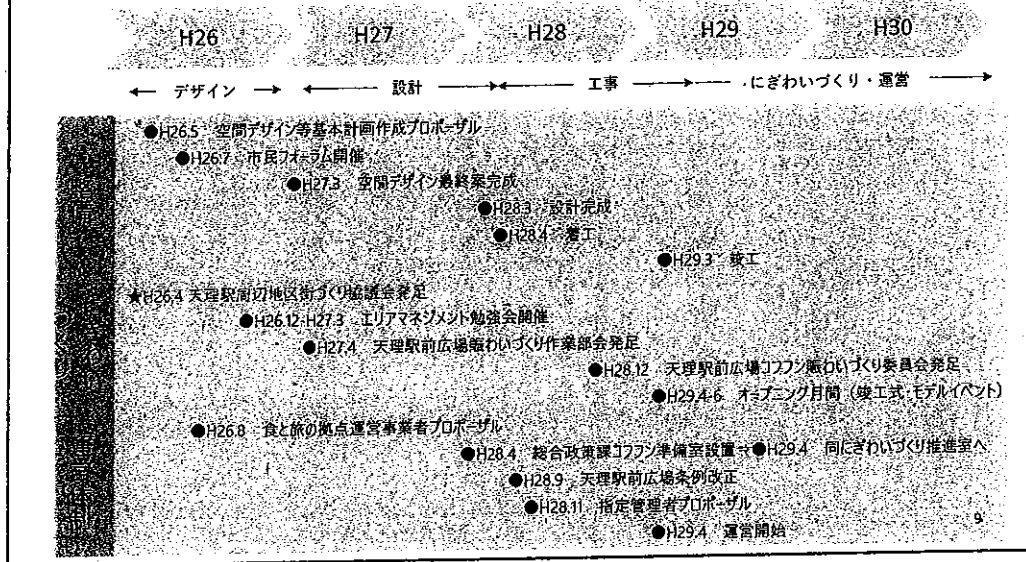 H26 H27 H28 H29 H30
デザイン 設計 工事 にぎわいづくり・運営
●H26.5 空間デザイン等基本計画作成プロポーザル
●H26.7 市民フォーラム開催
●H27.3 空間デザイン最終案完成
●H28.3 設計完成
●H28.4 着工
●H29.3 竣工
★H26.4 天理駅周辺地区街づくり協議会発足
●H26.12-H27.3 エリアマネジメント勉強会開催
●H27.4 天理駅前広場賑わいづくり作業部会発足
●H28.12 天理駅前広場コフフン賑わいづくり委員会発足
●H29.4-6 オープニング月間（竣工式・モデルイベント）
●H26.8 食と旅の拠点運営事業者プロポーザル
●H28.4 総合政策課コフフン準備室設置⇒●H29.4 同にぎわいづくり推進室へ
●H28.9 天理駅前広場条例改正
●H28.11 指定管理者プロポーザル
●H29.4 運営開始
9